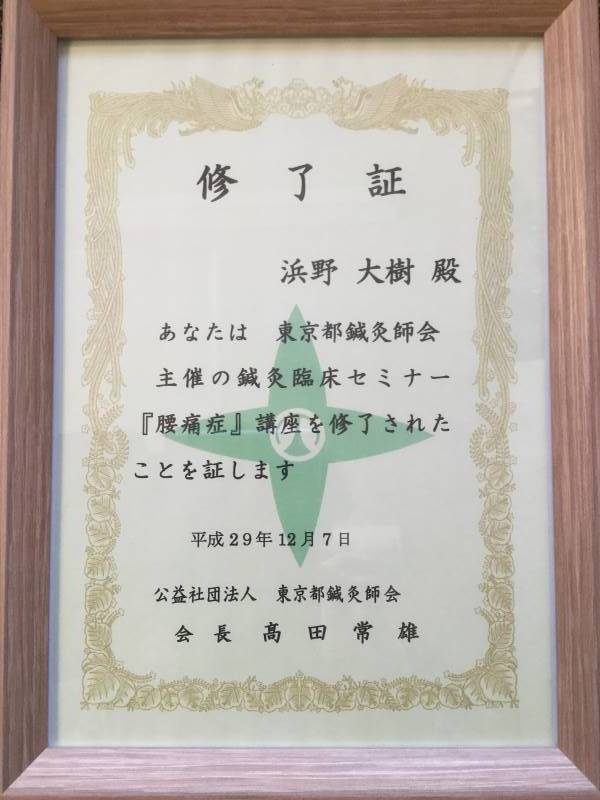 修了証
浜野 大樹 殿
あなたは 東京都鍼灸師会
主催の鍼灸臨床セミナー
『腰痛症』講座を修了された
ことを証します
平成29年12月7日
公益社団法人 東京都鍼灸師会
会長 髙田常雄